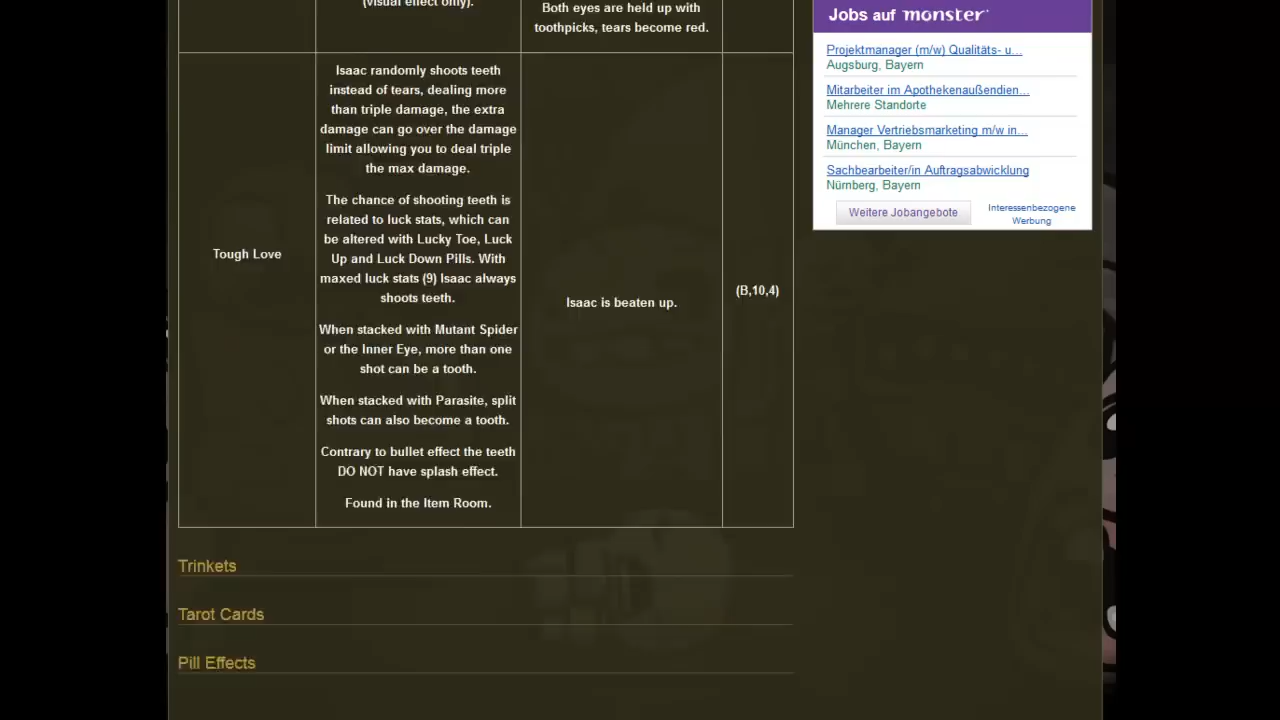 (visual effect only).
Both eyes are held up with
toothpicks, tears become red.
Tough Love
Isaac randomly shoots teeth
instead of tears, dealing more
than triple damage, the extra
damage can go over the damage
limit allowing you to deal triple
the max damage.
The chance of shooting teeth is
related to luck stats, which can
be altered with Lucky Toe, Luck
Up and Luck Down Pills. With
maxed luck stats (9) Isaac always
shoots teeth.
When stacked with Mutant Spider
or the Inner Eye, more than one
shot can be a tooth.
When stacked with Parasite, split
shots can also become a tooth.
Contrary to bullet effect the teeth
DO NOT have splash effect.
Found in the Item Room.
Isaac is beaten up.
(B,10,4)
Trinkets
Tarot Cards
Pill Effects
Jobs auf monster
Projektmanager (m/w) Qualitäts- u...
Augsburg, Bayern
Mitarbeiter im Apothekenaußendien...
Mehrere Standorte
Manager Vertriebsmarketing m/w in...
München, Bayern
Sachbearbeiter/in Auftragsabwicklung
Nürnberg, Bayern
Weitere Jobangebote
Interessenbezogene
Werbung